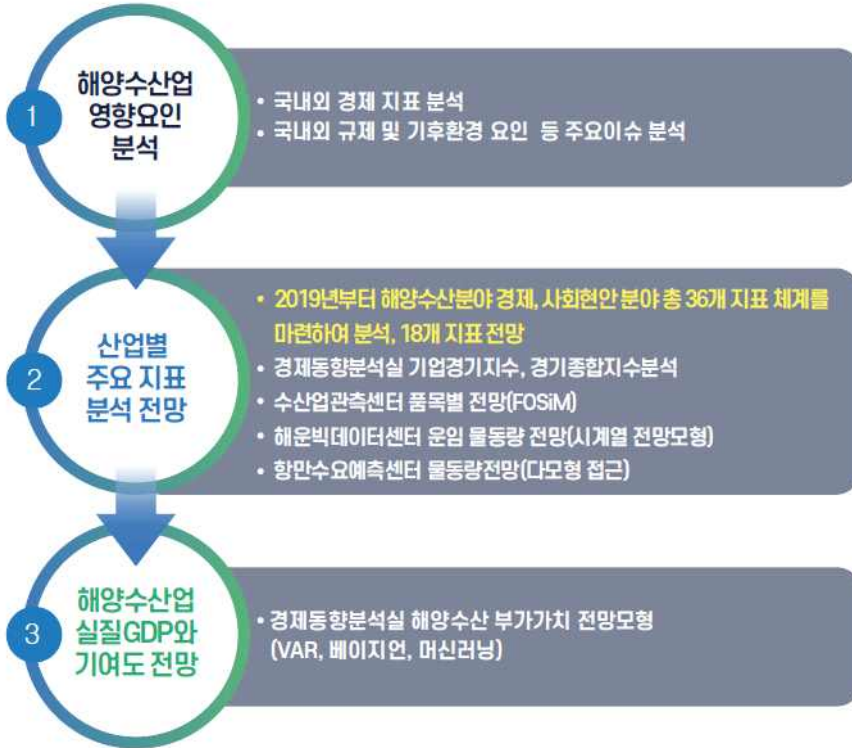 1
해양수산업
영향요인
분석
• 국내외 경제 지표 분석
• 국내외 규제 및 기후환경 요인 등 주요이슈 분석
2
산업별
주요 지표
분석 전망
• 2019년부터 해양수산분야 경제, 사회현안 분야 총 36개 지표 체계를
마련하여 분석, 18개 지표 전망
• 경제동향분석실 기업경기지수, 경기종합지수분석
• 수산업관측센터 품목별 전망(FOSiM)
• 해운빅데이터센터 운임 물동량 전망(시계열 전망모형)
• 항만수요예측센터 물동량전망(다모형 접근)
3
해양수산업
실질GDP와
기여도 전망
• 경제동향분석실 해양수산 부가가치 전망모형
(VAR, 베이지언, 머신러닝)